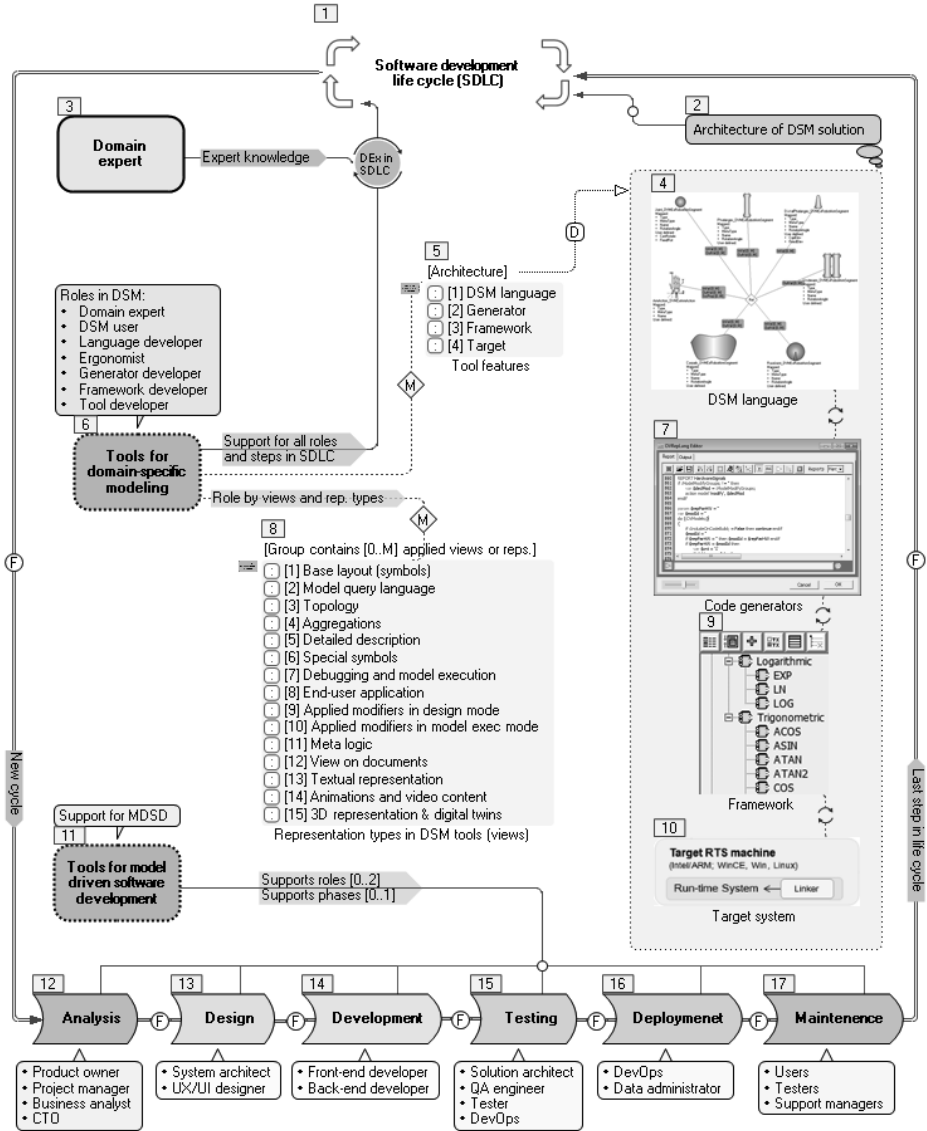 1
Software development
life cycle (SDLC)
3
Domain
expert
Expert knowledge
DEx in
SDLC
2
Architecture of DSM solution
4
DSM language
D
5
[Architecture]
: [1] DSM language
: [2] Generator
: [3] Framework
: [4] Target
Tool features
M
Roles in DSM:
• Domain expert
• DSM user
• Language developer
• Ergonomist
• Generator developer
• Framework developer
• Tool developer
6
Tools for
domain-specific
modeling
Support for all roles
and steps in SDLC
Role by views and rep. types
M
7
Code generators
8
[Group contains [0..M] applied views or reps.]
: [1] Base layout (symbols)
: [2] Model query language
: [3] Topology
: [4] Aggregations
: [5] Detailed description
: [6] Special symbols
: [7] Debugging and model execution
: [8] End-user application
: [9] Applied modifiers in design mode
: [10] Applied modifiers in model exec mode
: [11] Meta logic
: [12] View on documents
: [13] Textual representation
: [14] Animations and video content
: [15] 3D representation & digital twins
Representation types in DSM tools (views)
9
Logarithmic
EXP
LN
LOG
Trigonometric
ACOS
ASIN
ATAN
ATAN2
COS
Framework
10
Target RTS machine
(Intel/ARM; WinCE, Win, Linux)
Run-time System
Linker
Target system
F
New cycle
F
Last step in life cycle
Support for MDSD
11
Tools for model
driven software
development
Supports roles [0..2]
Supports phases [0..1]
12
Analysis
F
13
Design
F
14
Development
F
15
Testing
F
16
Deploymenet
F
17
Maintenence
• Product owner
• Project manager
• Business analyst
• CTO
• System architect
• UX/UI designer
• Front-end developer
• Back-end developer
• Solution architect
• QA engineer
• Tester
• DevOps
• DevOps
• Data administrator
• Users
• Testers
• Support managers